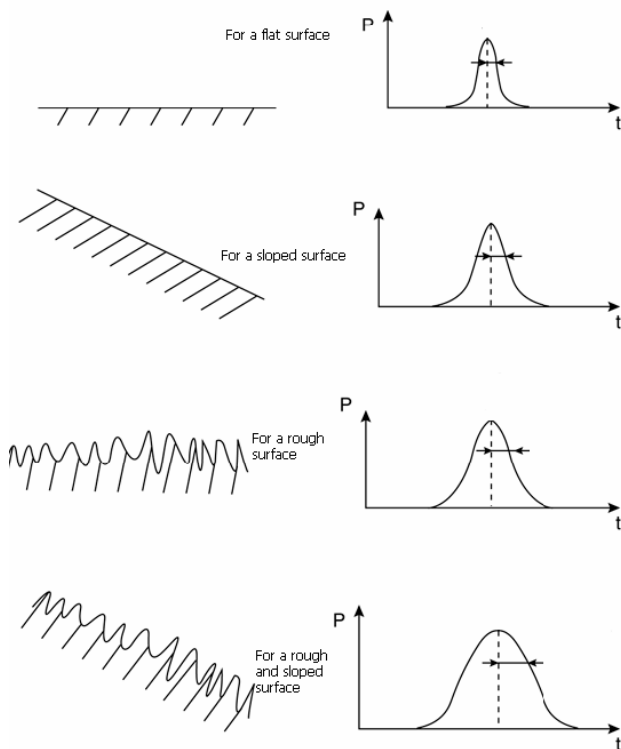 For a flat surface
P
t
For a sloped surface
P
t
For a rough
surface
P
t
For a rough
and sloped
surface
P
t